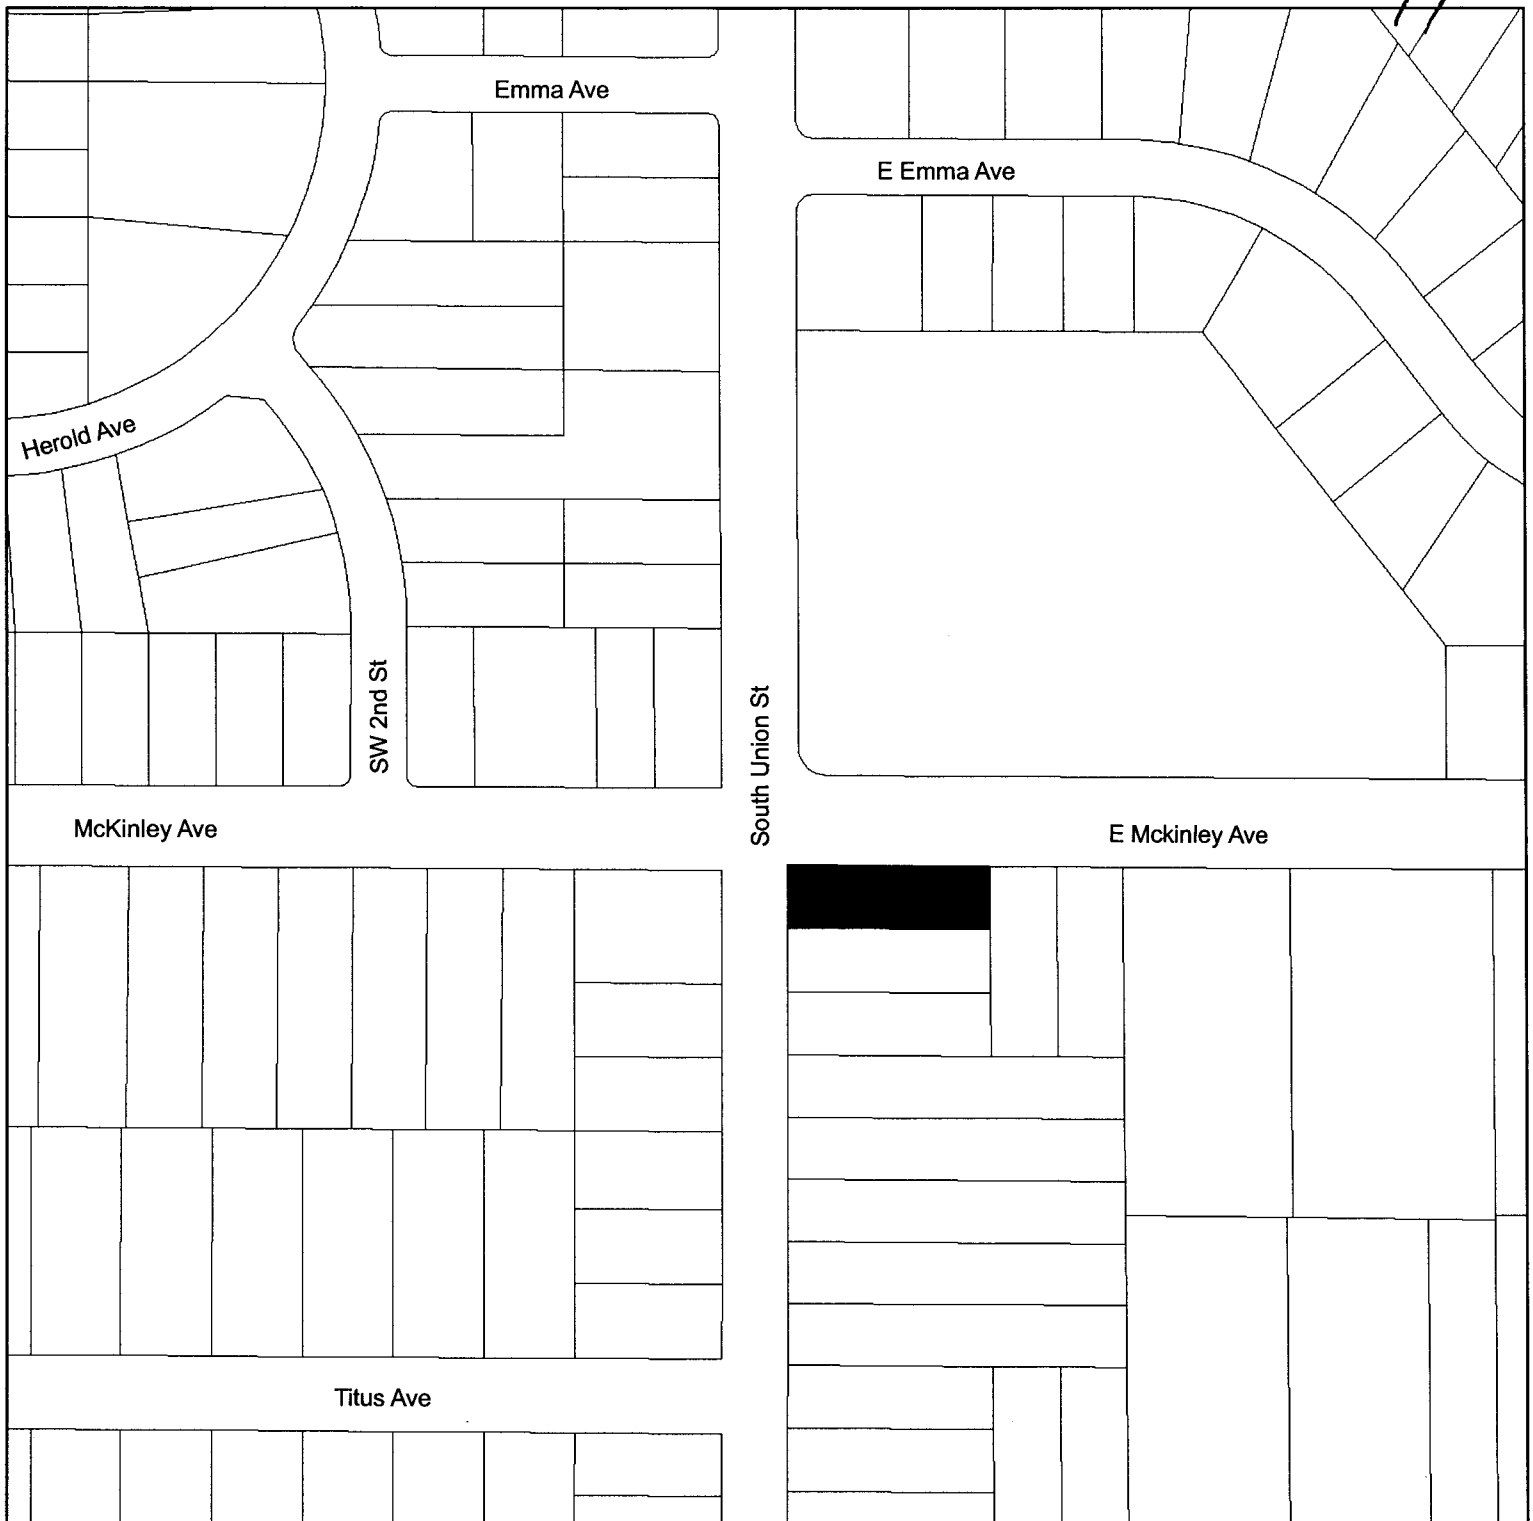 Emma Ave
E Emma Ave
Herold Ave
SW 2nd St
South Union St
McKinley Ave
E Mckinley Ave
Titus Ave